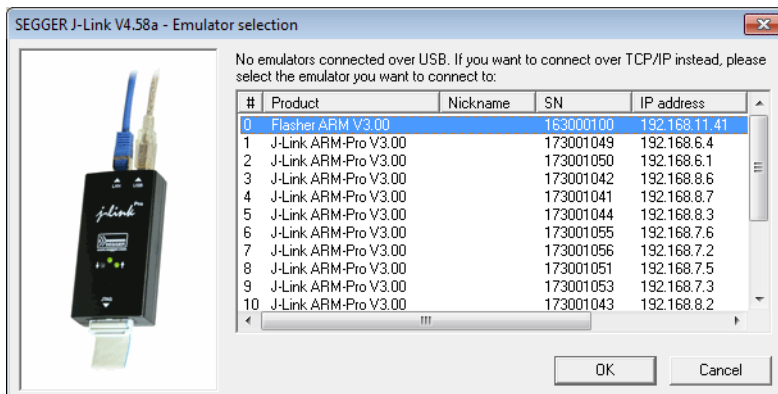 SEGGER J-Link V4.58a - Emulator selection
No emulators connected over USB. If you want to connect over TCP/IP instead, please
select the emulator you want to connect to:
# Product Nickname SN IP address
0 Flasher ARM V3.00 163000100 192.168.11.41
1 J-Link ARM-Pro V3.00 173001049 192.168.6.4
2 J-Link ARM-Pro V3.00 173001050 192.168.6.1
3 J-Link ARM-Pro V3.00 173001042 192.168.8.6
4 J-Link ARM-Pro V3.00 173001041 192.168.8.7
5 J-Link ARM-Pro V3.00 173001044 192.168.8.3
6 J-Link ARM-Pro V3.00 173001055 192.168.7.6
7 J-Link ARM-Pro V3.00 173001056 192.168.7.2
8 J-Link ARM-Pro V3.00 173001051 192.168.7.5
9 J-Link ARM-Pro V3.00 173001053 192.168.7.3
10 J-Link ARM-Pro V3.00 173001043 192.168.8.2
LAN USB
J-Link Pro
SEGGER
JTAG
OK Cancel